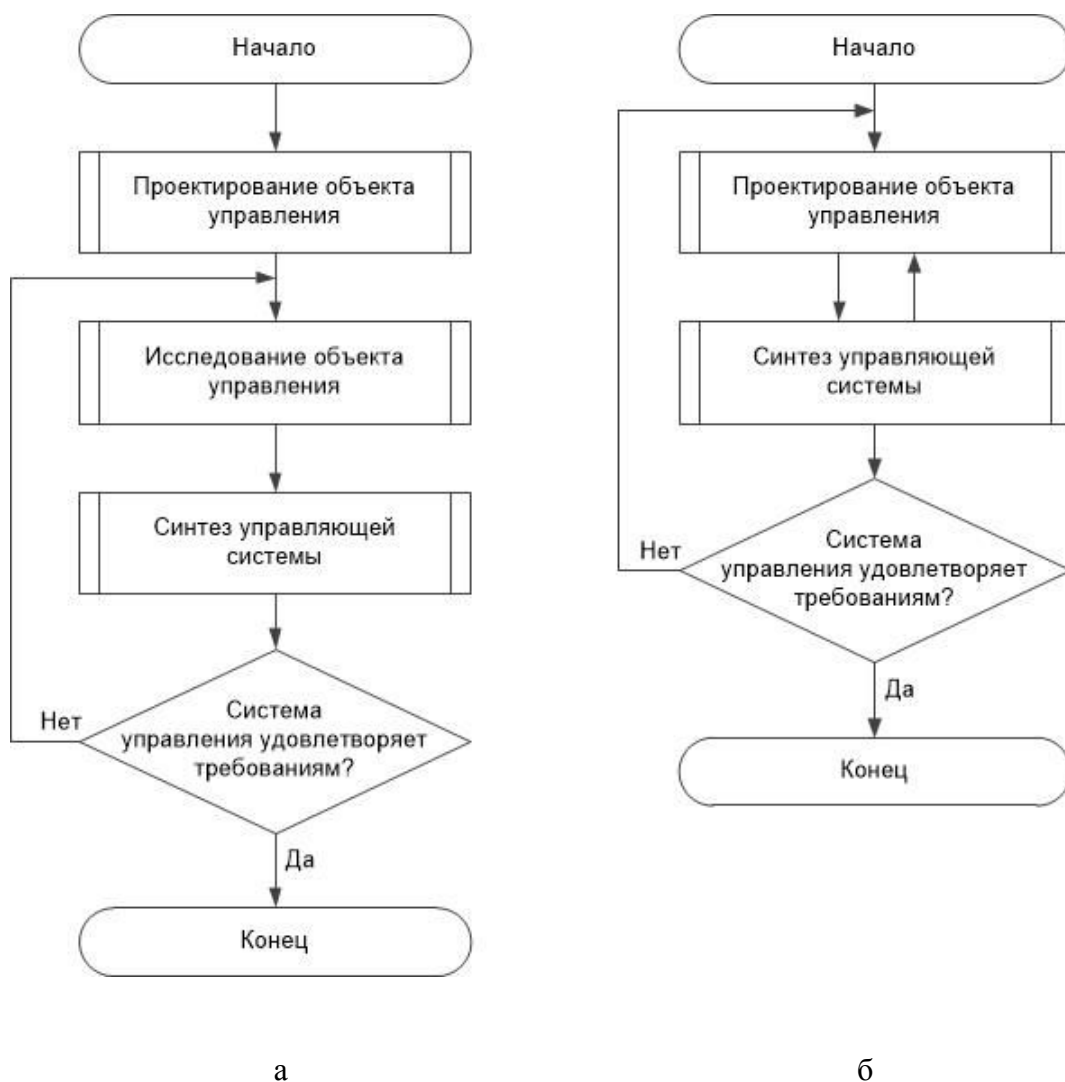 Начало
Проектирование объекта
управления
Исследование объекта
управления
Синтез управляющей
системы
Нет
Система
управления удовлетворяет
требованиям?
Да
Конец
а
Начало
Проектирование объекта
управления
Синтез управляющей
системы
Нет
Система
управления удовлетворяет
требованиям?
Да
Конец
б